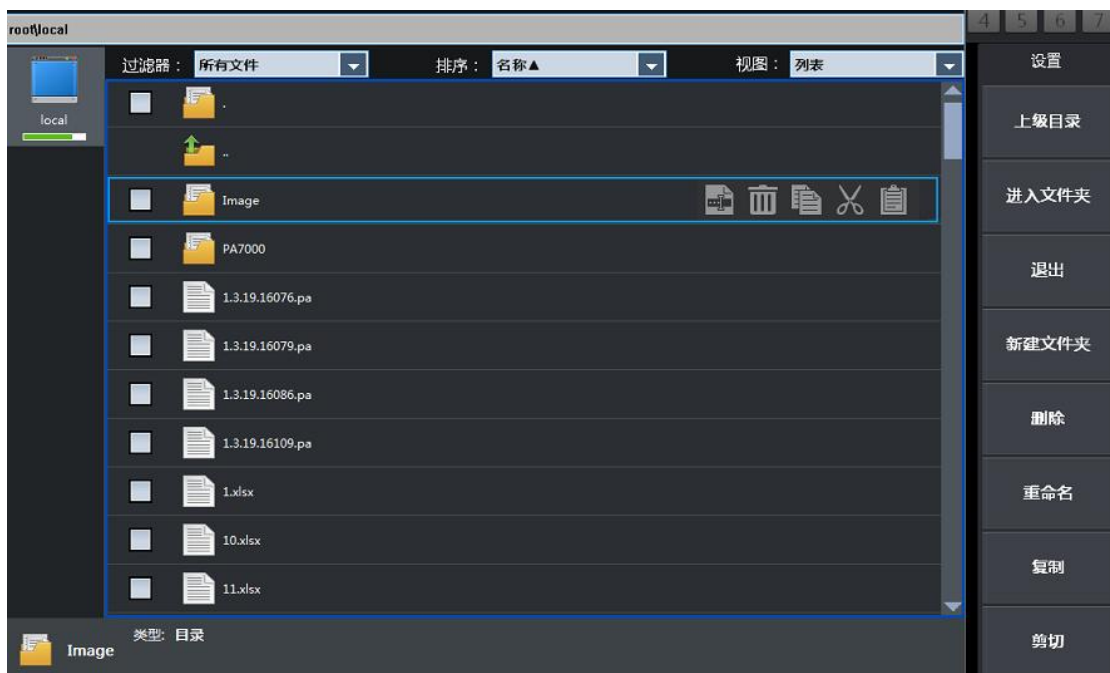 root\local
4 5 6 7
local
过滤器： 所有文件 排序： 名称▲ 视图： 列表
.
..
Image
PA7000
1.3.19.16076.pa
1.3.19.16079.pa
1.3.19.16086.pa
1.3.19.16109.pa
1.xlsx
10.xlsx
11.xlsx
Image
类型: 目录
设置
上级目录
进入文件夹
退出
新建文件夹
删除
重命名
复制
剪切